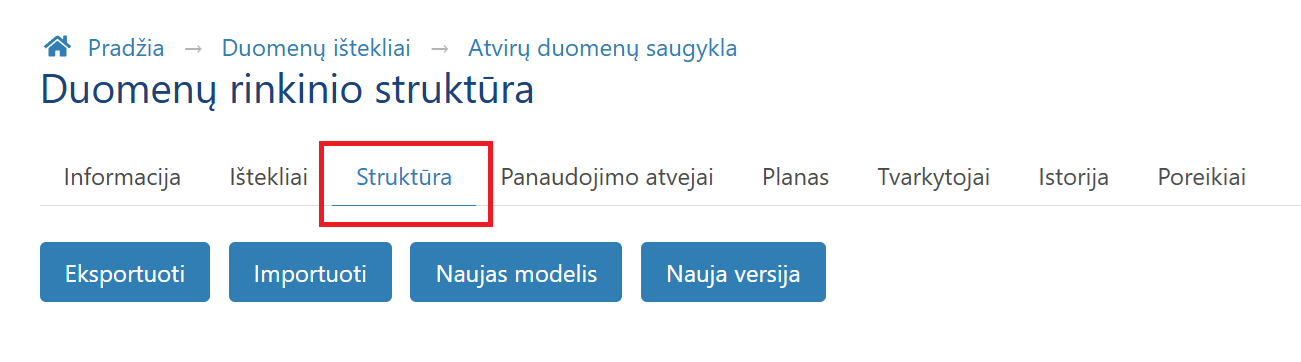 Pradžia → Duomenų ištekliai → Atvirų duomenų saugykla
Duomenų rinkinio struktūra
Informacija Ištekliai Struktūra Panaudojimo atvejai Planas Tvarkytojai Istorija Poreikiai
Eksportuoti Importuoti Naujas modelis Nauja versija